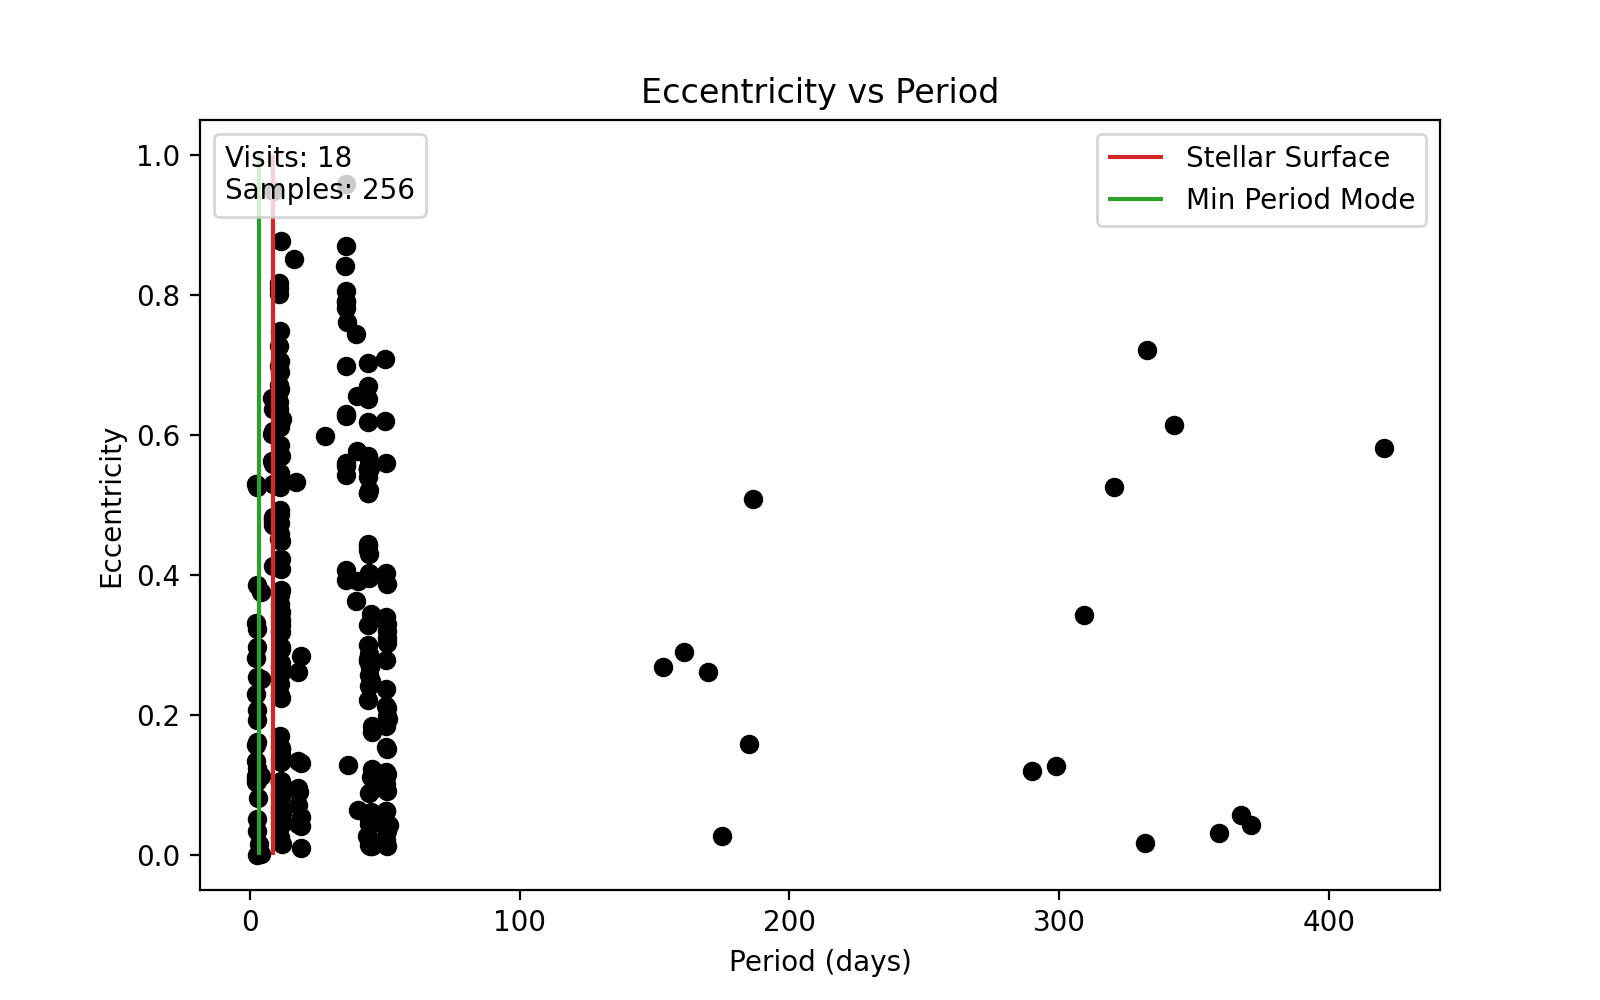 Eccentricity vs Period
Visits: 18
Samples: 256
Stellar Surface
Min Period Mode
Eccentricity
1.0
0.8
0.6
0.4
0.2
0.0
0
100
200
300
400
Period (days)